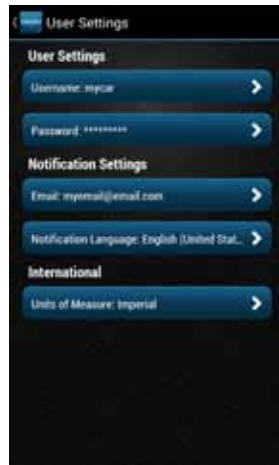 User Settings
User Settings
Username: mycar
Password: *********
Notification Settings
Email: myemail@email.com
Notification Language: English (United Stat...
International
Units of Measure: Imperial